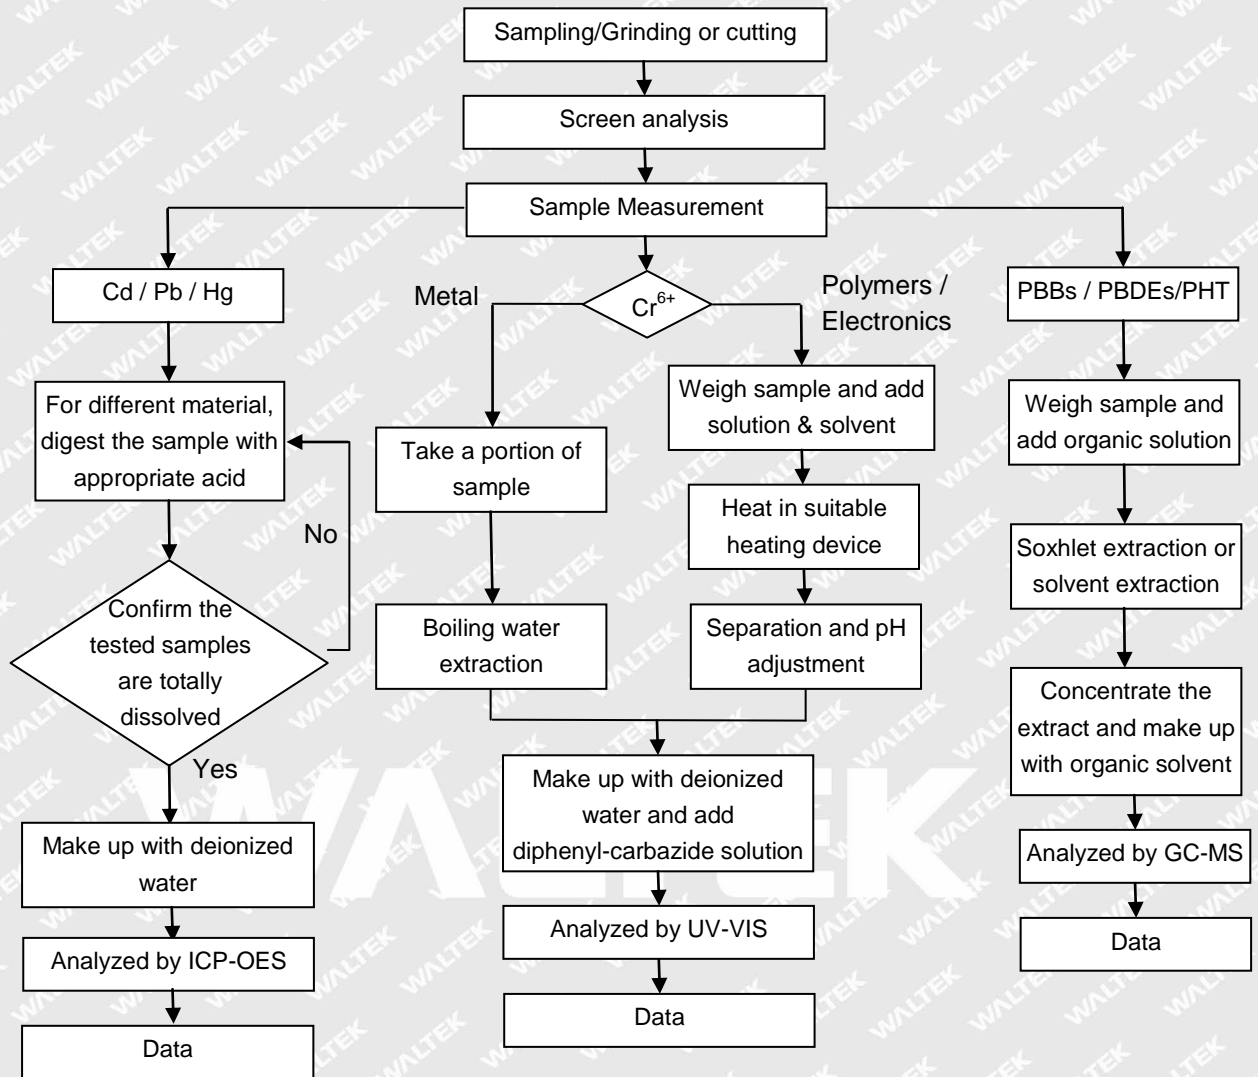 Sampling/Grinding or cutting
Screen analysis
Sample Measurement
Cd / Pb / Hg
For different material,
digest the sample with
appropriate acid
No
Confirm the
tested samples
are totally
dissolved
Yes
Make up with deionized
water
Analyzed by ICP-OES
Data
Cr⁶⁺
Metal
Take a portion of
sample
Boiling water
extraction
Polymers /
Electronics
Weigh sample and add
solution & solvent
Heat in suitable
heating device
Separation and pH
adjustment
Make up with deionized
water and add
diphenyl-carbazide solution
Analyzed by UV-VIS
Data
PBBs / PBDEs/PHT
Weigh sample and
add organic solution
Soxhlet extraction or
solvent extraction
Concentrate the
extract and make up
with organic solvent
Analyzed by GC-MS
Data
WALTEK